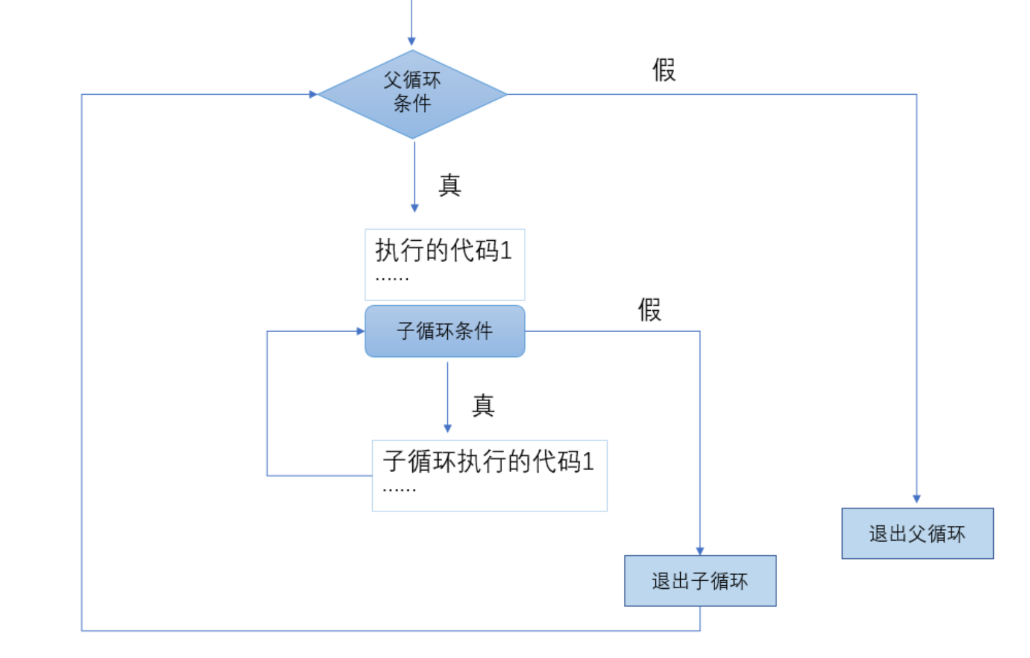 父循环
条件
假
真
执行的代码1
……
假
子循环条件
真
子循环执行的代码1
……
退出父循环
退出子循环